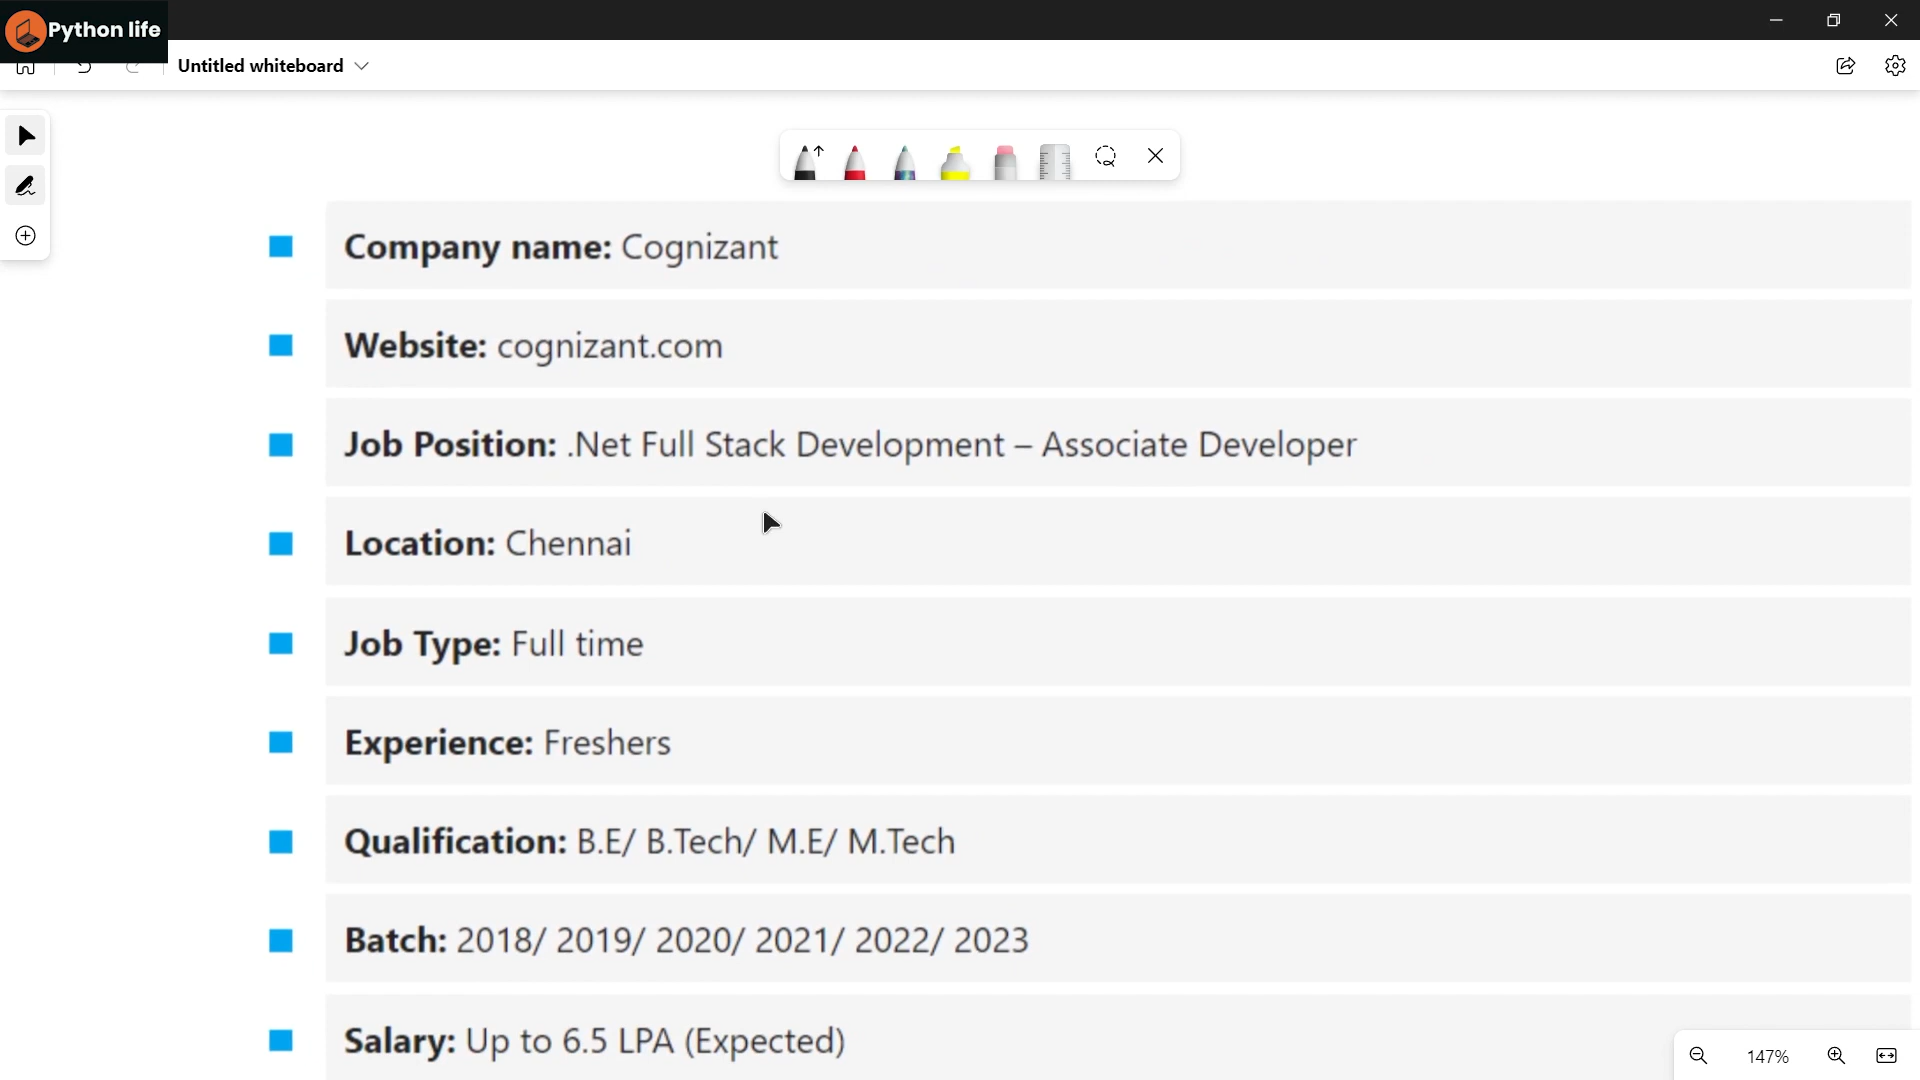 Python life
Untitled whiteboard
Company name: Cognizant
Website: cognizant.com
Job Position: .Net Full Stack Development – Associate Developer
Location: Chennai
Job Type: Full time
Experience: Freshers
Qualification: B.E/ B.Tech/ M.E/ M.Tech
Batch: 2018/ 2019/ 2020/ 2021/ 2022/ 2023
Salary: Up to 6.5 LPA (Expected)
147%